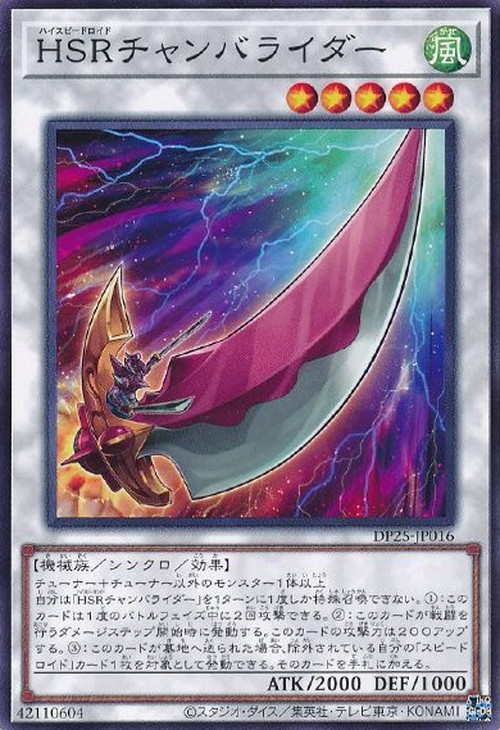 ハイスピードロイド
HSRチャンバライダー
風
DP25-JP016
【機械族/シンクロ/効果】
チューナー+チューナー以外のモンスター1体以上
自分は「HSRチャンバライダー」を1ターンに1度しか特殊召喚できない。①:この
カードは1度のバトルフェイズ中に2回攻撃できる。②:このカードが戦闘を
行うダメージステップ開始時に発動する。このカードの攻撃力は200アップ
する。③:このカードが墓地へ送られた場合、除外されている自分の「スピード
ロイド」カード1枚を対象として発動できる。そのカードを手札に加える。
ATK/2000 DEF/1000
42110604
©スタジオ・ダイス/集英社・テレビ東京・KONAMI